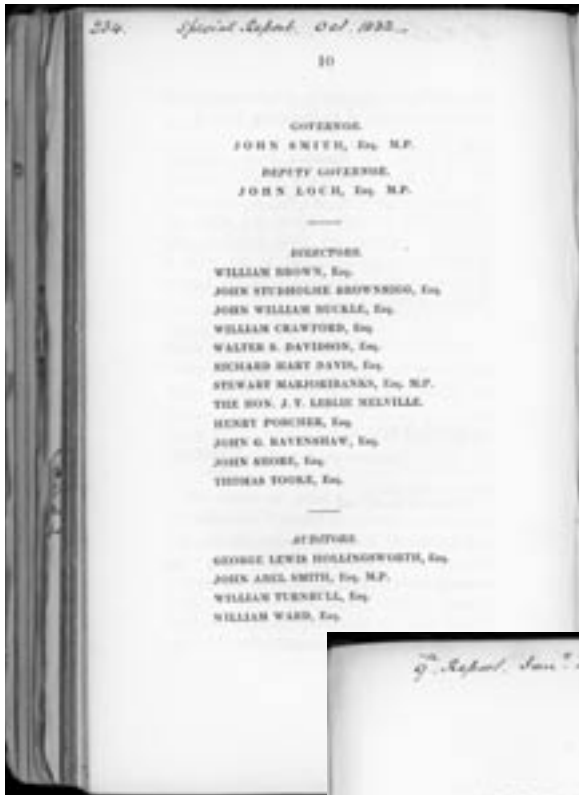 234. Special Report. Oct. 1832
10
GOVERNOR.
JOHN SMITH, Esq. M.P.
DEPUTY GOVERNOR.
JOHN LOCH, Esq. M.P.
DIRECTORS.
WILLIAM BROWN, Esq.
JOHN STUDHOLME BROWNRIGG, Esq.
JOHN WILLIAM BUCKLE, Esq.
WILLIAM CRAWFORD, Esq.
WALTER S. DAVIDSON, Esq.
RICHARD HART DAVIS, Esq.
STEWART MARJORIBANKS, Esq. M.P.
THE HON. J. T. LESLIE MELVILLE.
HENRY PORCHER, Esq.
JOHN G. RAVENSHAW, Esq.
JOHN SHORE, Esq.
THOMAS TOOKE, Esq.
AUDITORS.
GEORGE LEWIS HOLLINGSWORTH, Esq.
JOHN ABEL SMITH, Esq. M.P.
WILLIAM TURNBULL, Esq.
WILLIAM WARD, Esq.
9th Report. Jany